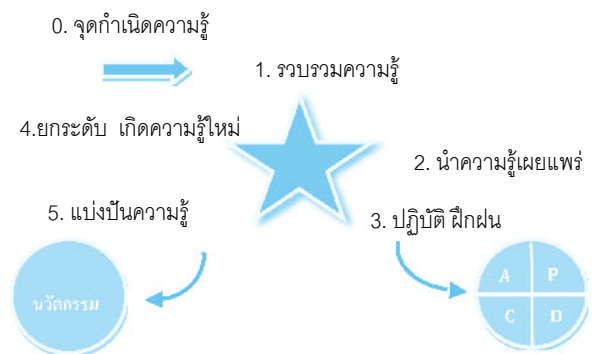 0. จุดกำเนิดความรู้
1. รวบรวมความรู้
4.ยกระดับ เกิดความรู้ใหม่
2. นำความรู้เผยแพร่
5. แบ่งปันความรู้
3. ปฏิบัติ ฝึกฝน
นวัตกรรม
A P
C D